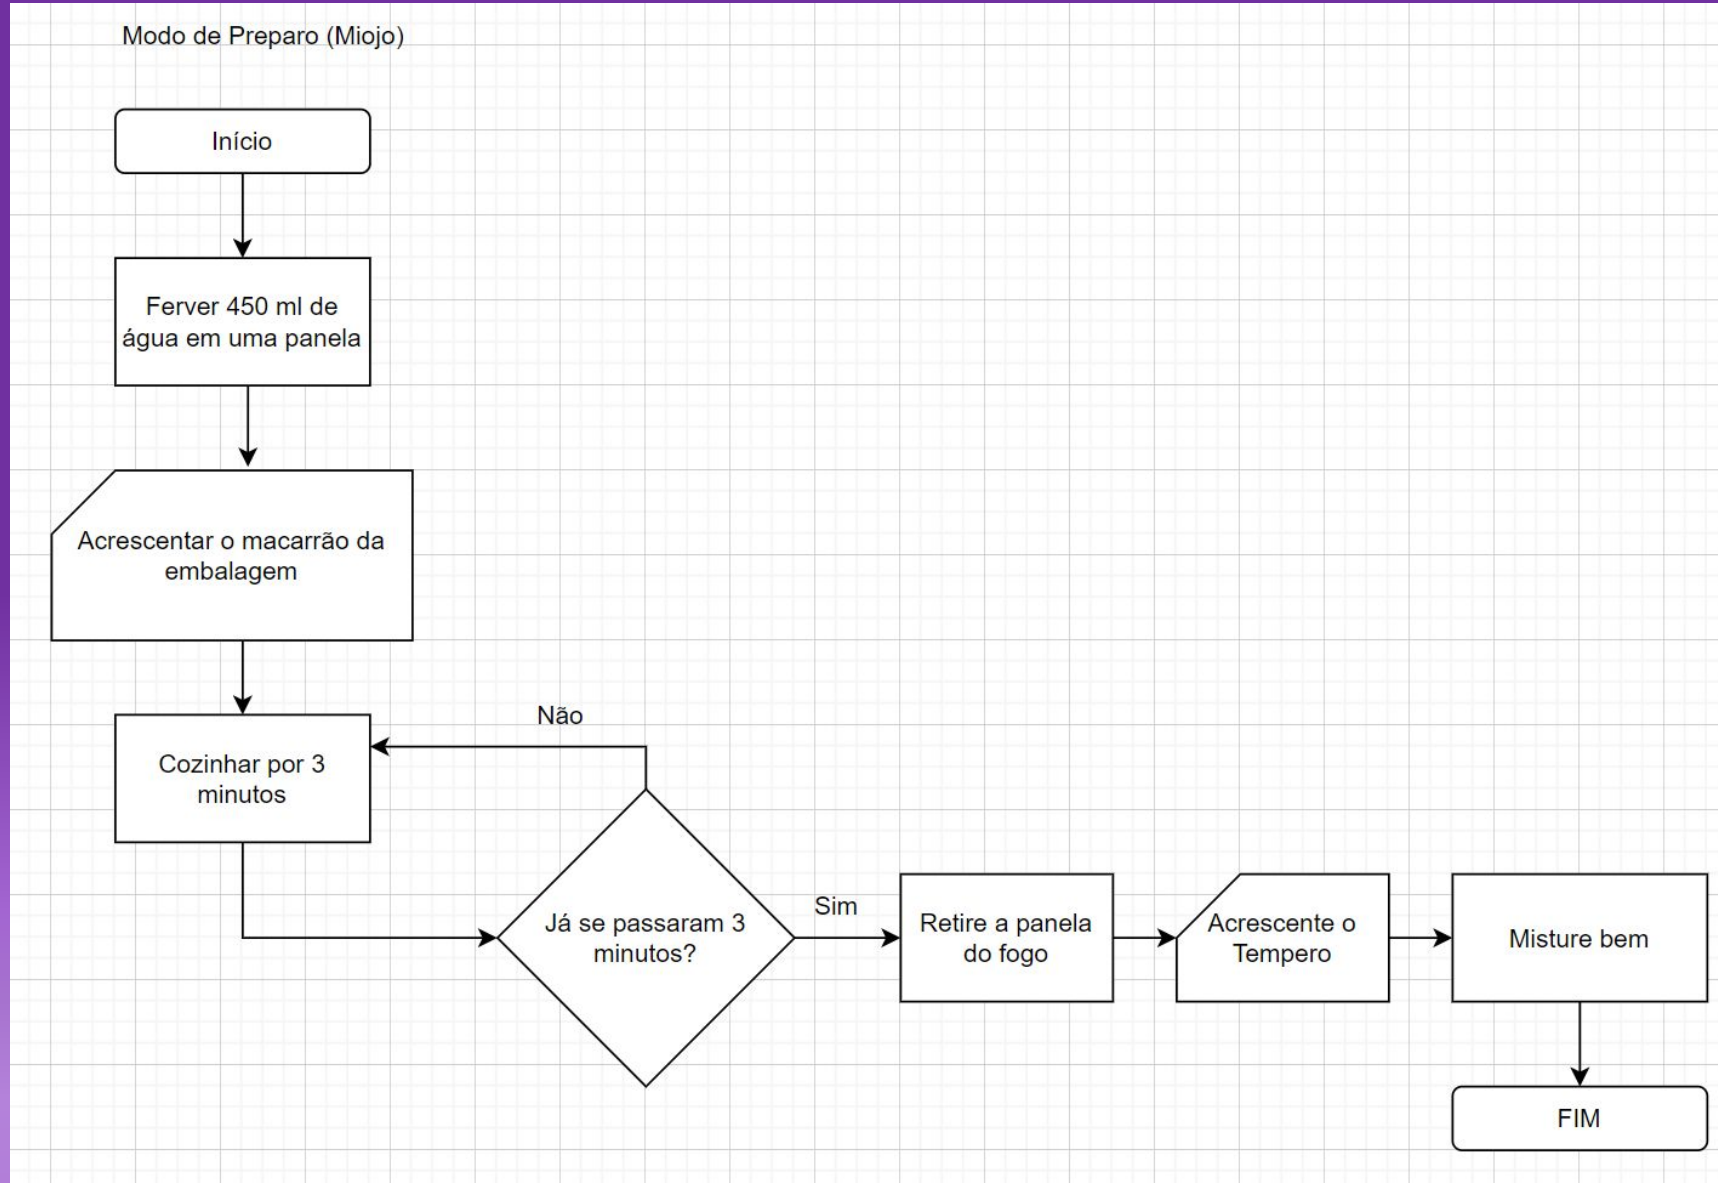 Modo de Preparo (Miojo)
Início
Ferver 450 ml de
água em uma panela
Acrescentar o macarrão da
embalagem
Cozinhar por 3
minutos
Não
Já se passaram 3
minutos?
Sim
Retire a panela
do fogo
Acrescente o
Tempero
Misture bem
FIM